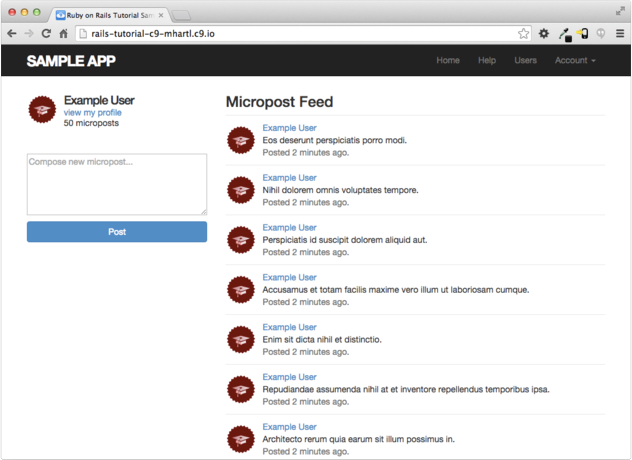 Ruby on Rails Tutorial Sam
rails-tutorial-c9-mhartl.c9.io
SAMPLE APP
Home Help Users Account
Example User
view my profile
50 microposts
Compose new micropost...
Post
Micropost Feed
Example User
Eos deserunt perspiciatis porro modi.
Posted 2 minutes ago.
Example User
Nihil dolorem omnis voluptates tempore.
Posted 2 minutes ago.
Example User
Perspiciatis id suscipit dolorem aliquid aut.
Posted 2 minutes ago.
Example User
Accusamus et totam facilis maxime vero illum ut laboriosam cumque.
Posted 2 minutes ago.
Example User
Enim sit dicta nihil et distinctio.
Posted 2 minutes ago.
Example User
Repudiandae assumenda nihil at et inventore repellendus temporibus ipsa.
Posted 2 minutes ago.
Example User
Architecto rerum quia earum sit illum possimus in.
Posted 2 minutes ago.